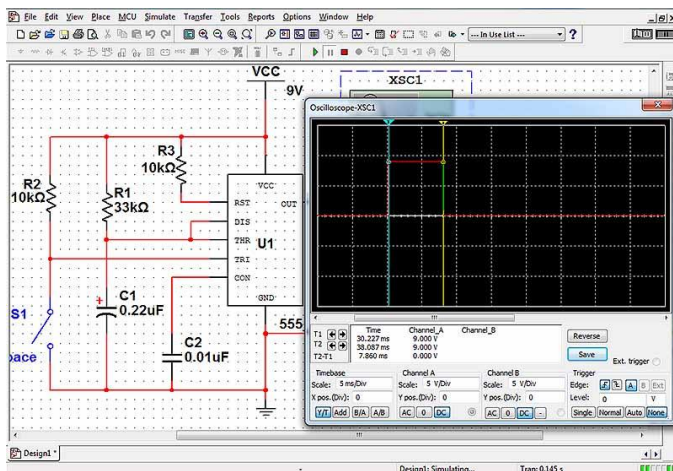 File Edit View Place MCU Simulate Transfer Tools Reports Options Window Help
--- In Use List --- ?
VCC
9V
XSC1
Oscilloscope-XSC1
R3
10kΩ
R2
10kΩ
R1
33kΩ
VCC
RST
OUT
DIS
THR
U1
TRI
CON
GND
555
C1
0.22uF
S1
pace
C2
0.01uF
Time Channel_A Channel_B
T1 30.227 ms 9.000 V
T2 38.087 ms 9.000 V
T2-T1 7.860 ms 0.000 V
Reverse
Save
Ext. trigger
Timebase
Scale: 5 ms/Div
X pos.(Div): 0
Y/T Add B/A A/B
Channel A
Scale: 5 V/Div
Y pos.(Div): 0
AC 0 DC
Channel B
Scale: 5 V/Div
Y pos.(Div): 0
AC 0 DC -
Trigger
Edge: A B Ext
Level: 0 V
Single Normal Auto None
Design1 *
Design1: Simulating... Tran: 0.145 s